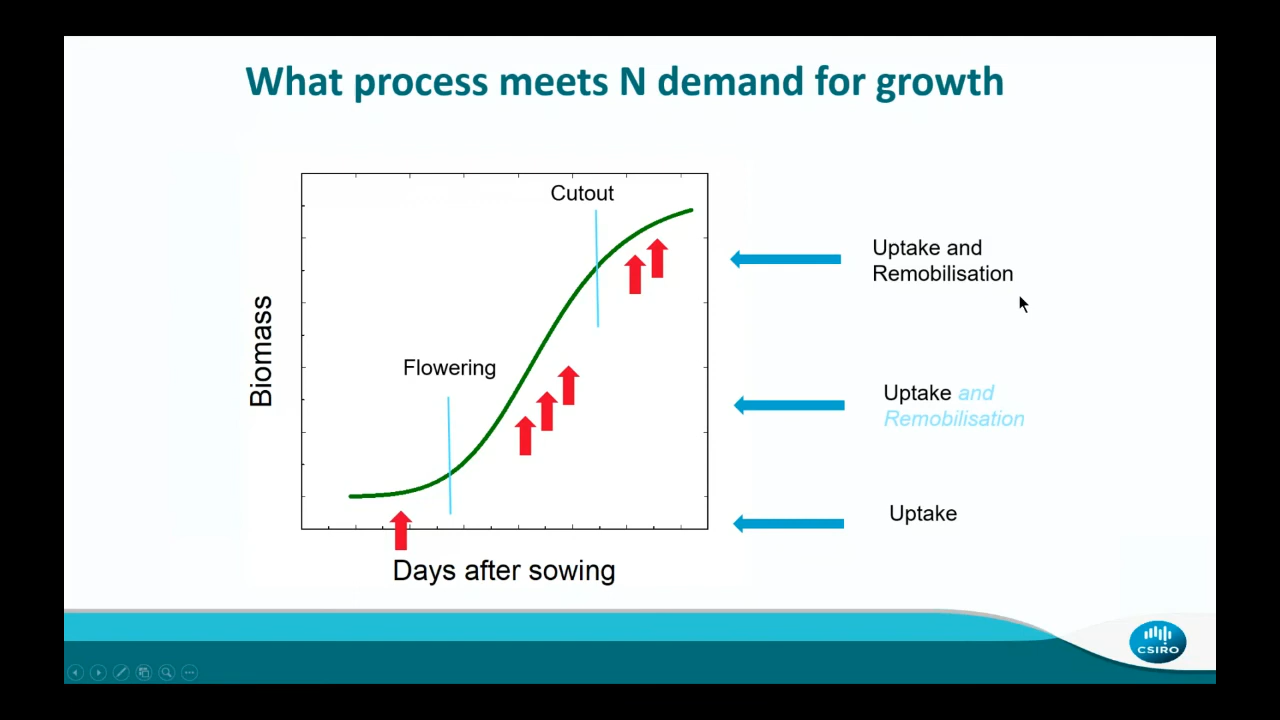 What process meets N demand for growth
Cutout
Uptake and
Remobilisation
Biomass
Flowering
Uptake and
Remobilisation
Uptake
Days after sowing
CSIRO